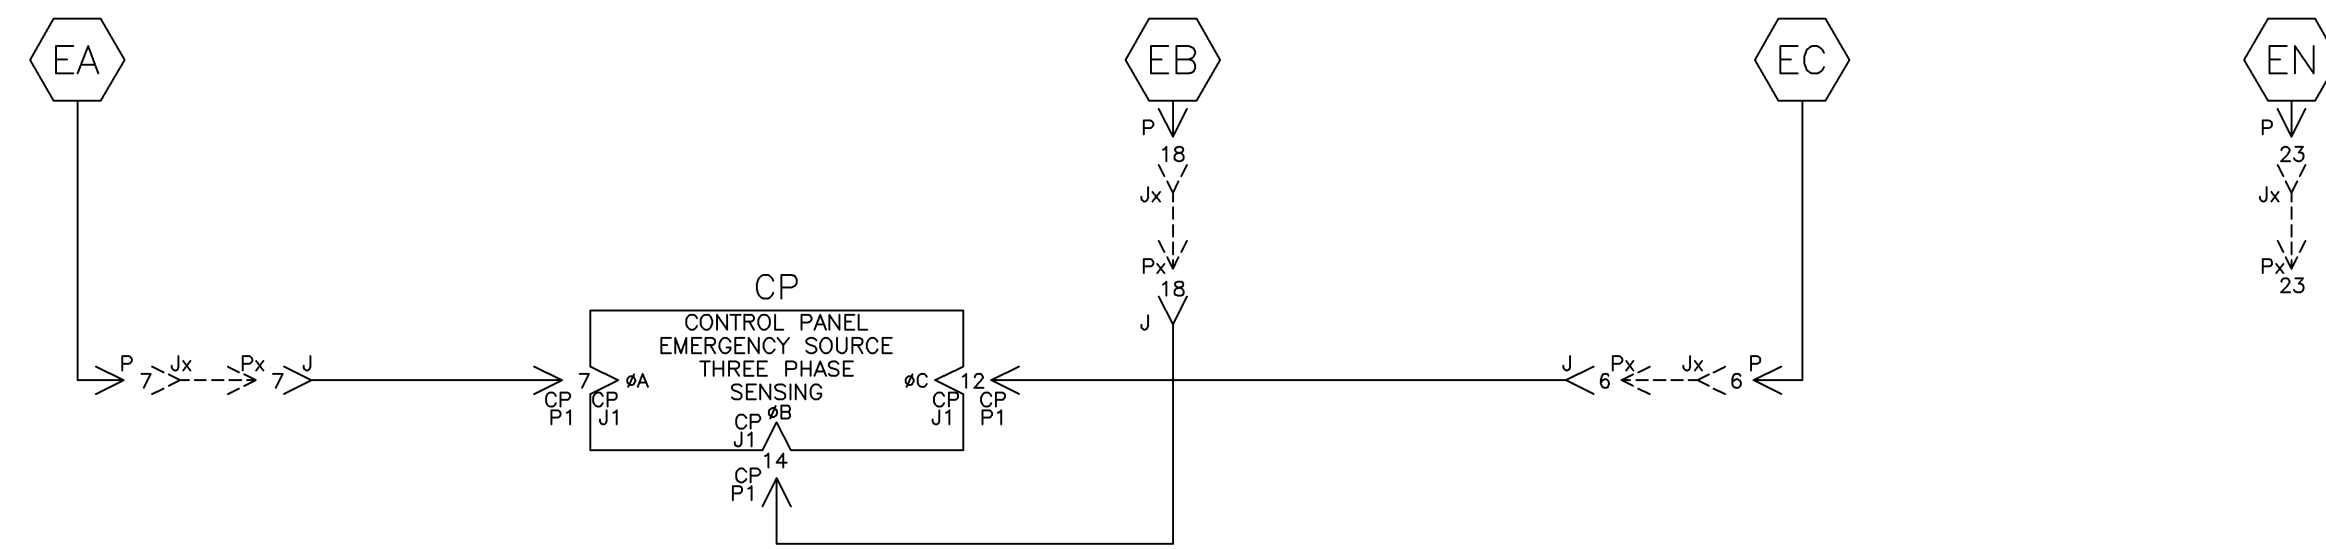 EA
EB
EC
EN
P
18
Jx
Px
18
J
P
23
Jx
Px
23
CP
CONTROL PANEL
EMERGENCY SOURCE
THREE PHASE
SENSING
P 7 Jx Px 7 J
7 øA
CP CP
P1 J1
øC 12
CP CP
J1 P1
J 6 Px Jx 6 P
øB
CP
J1
14
CP
P1